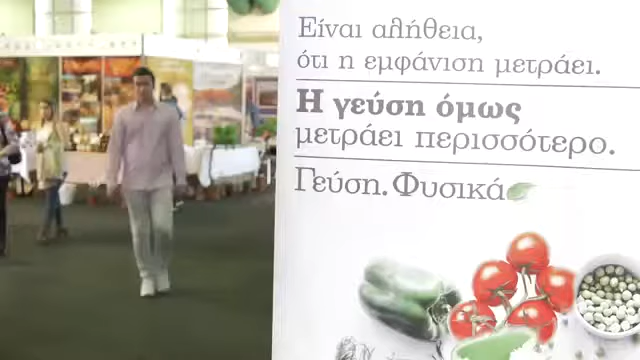 Είναι αλήθεια,
ότι η εμφάνιση μετράει.
Η γεύση όμως
μετράει περισσότερο.
Γεύση. Φυσικά